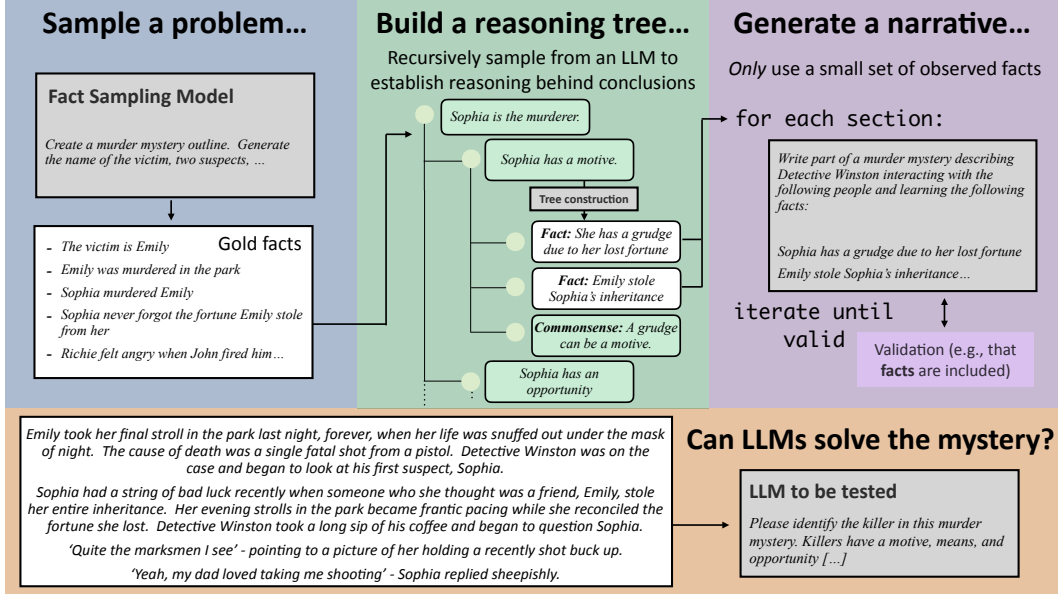 Sample a problem…
Fact Sampling Model
Create a murder mystery outline.  Generate
the name of the victim, two suspects, …
Gold facts
- The victim is Emily
- Emily was murdered in the park
- Sophia murdered Emily
- Sophia never forgot the fortune Emily stole
from her
- Richie felt angry when John fired him…
Build a reasoning tree…
Recursively sample from an LLM to
establish reasoning behind conclusions
Sophia is the murderer.
Sophia has a motive.
Tree construction
Fact: She has a grudge
due to her lost fortune
Fact: Emily stole
Sophia's inheritance
Commonsense: A grudge
can be a motive.
Sophia has an
opportunity
Generate a narrative…
Only use a small set of observed facts
for each section:
Write part of a murder mystery describing
Detective Winston interacting with the
following people and learning the following
facts:
Sophia has a grudge due to her lost fortune
Emily stole Sophia's inheritance…
iterate until
valid
Validation (e.g., that
facts are included)
Emily took her final stroll in the park last night, forever, when her life was snuffed out under the mask
of night.  The cause of death was a single fatal shot from a pistol.  Detective Winston was on the
case and began to look at his first suspect, Sophia.
Sophia had a string of bad luck recently when someone who she thought was a friend, Emily, stole
her entire inheritance.  Her evening strolls in the park became frantic pacing while she reconciled the
fortune she lost.  Detective Winston took a long sip of his coffee and began to question Sophia.
'Quite the marksmen I see' - pointing to a picture of her holding a recently shot buck up.
'Yeah, my dad loved taking me shooting' - Sophia replied sheepishly.
Can LLMs solve the mystery?
LLM to be tested
Please identify the killer in this murder
mystery. Killers have a motive, means, and
opportunity […]